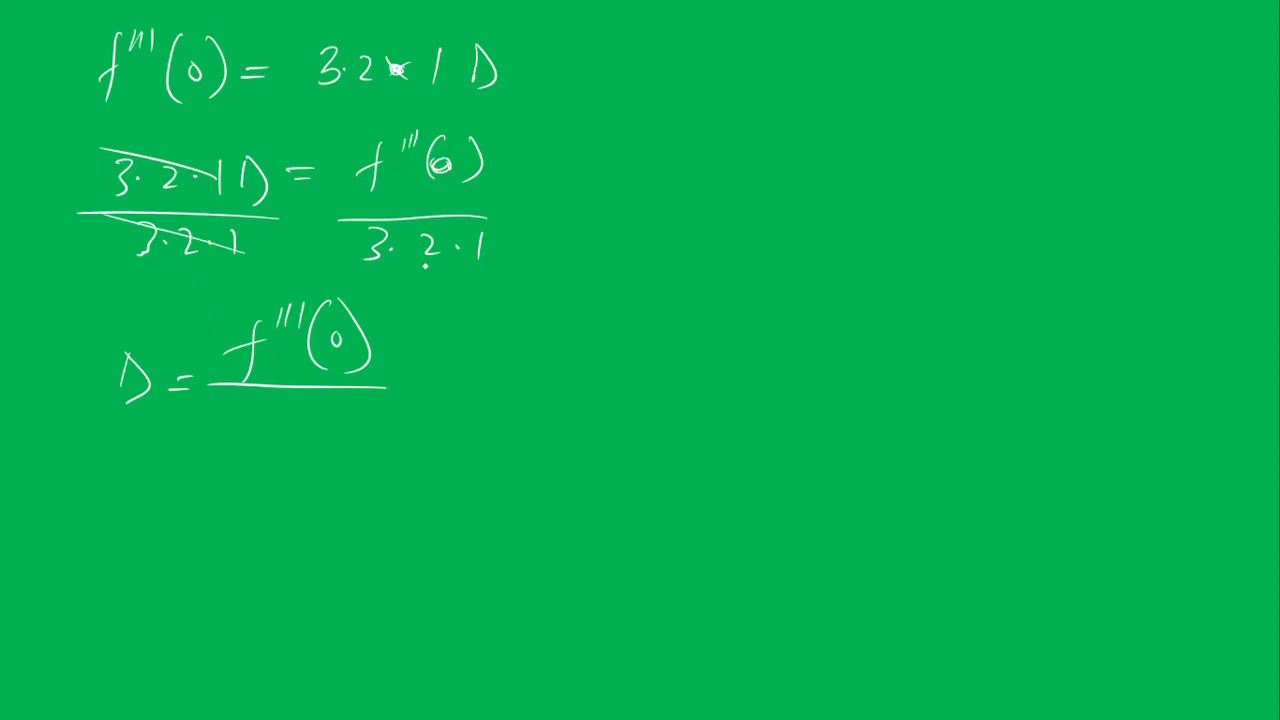 f'''(0) = 3·2·1 D
3·2·1 D = f'''(0)
3·2·1 3·2·1
f'''(0)
D =